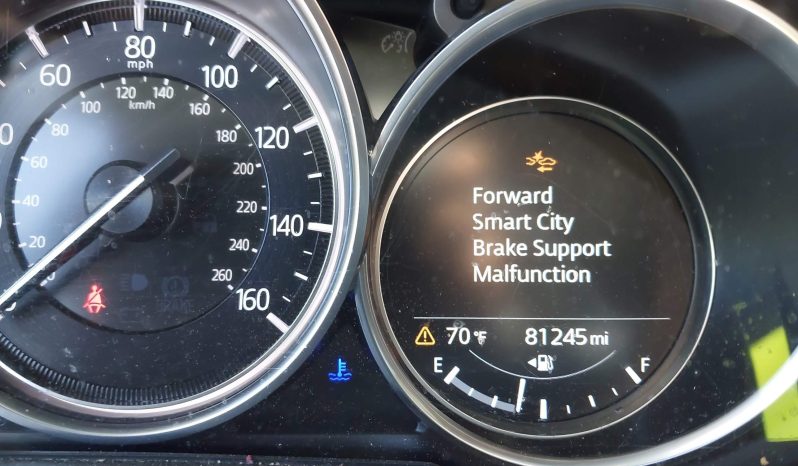 60
80
mph
100
120
140
160
20
40
60
80
100
120
140
km/h
160
180
200
220
240
260
Forward
Smart City
Brake Support
Malfunction
70°F
81245 mi
E
F